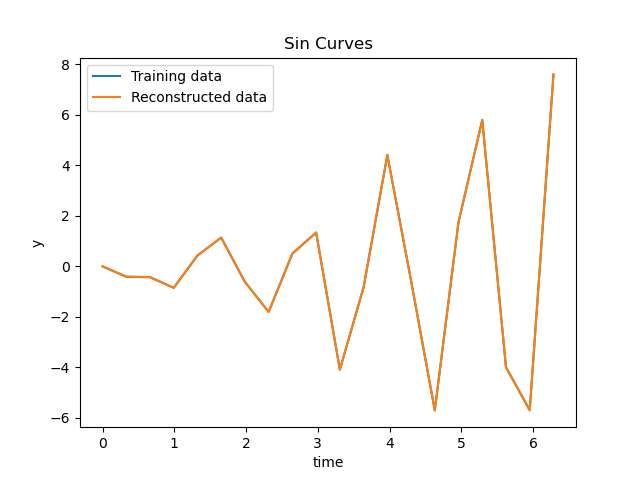 Sin Curves
Training data
Reconstructed data
8
6
4
2
0
−2
−4
−6
y
0 1 2 3 4 5 6
time